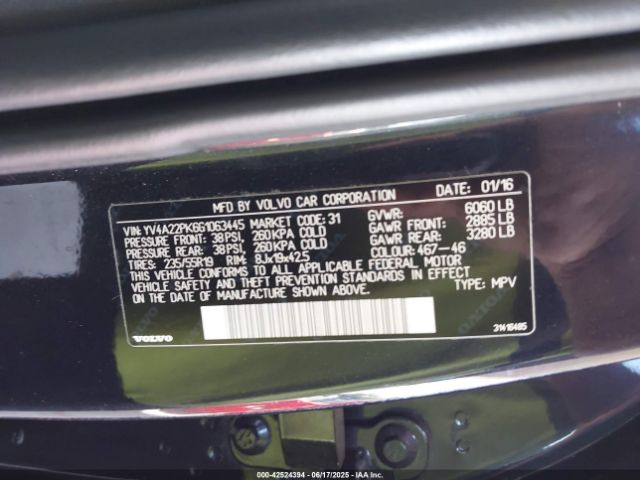 MFD BY VOLVO CAR CORPORATION DATE: 01/16
VIN: YV4A22PK6G1063445 MARKET CODE: 31 GVWR: 6060 LB
PRESSURE FRONT: 38 PSI, 260 KPA COLD GAWR FRONT: 2885 LB
PRESSURE REAR: 38 PSI, 260 KPA COLD GAWR REAR: 3280 LB
TIRES: 235/55R19 RIM: 8Jx19x42.5 COLOUR: 467-46
THIS VEHICLE CONFORMS TO ALL APPLICABLE FEDERAL MOTOR
VEHICLE SAFETY AND THEFT PREVENTION STANDARDS IN EFFECT
ON THE DATE OF MANUFACTURE SHOWN ABOVE. TYPE: MPV
VOLVO 31416485
000-42524394 - 06/17/2025 - IAAI.COM